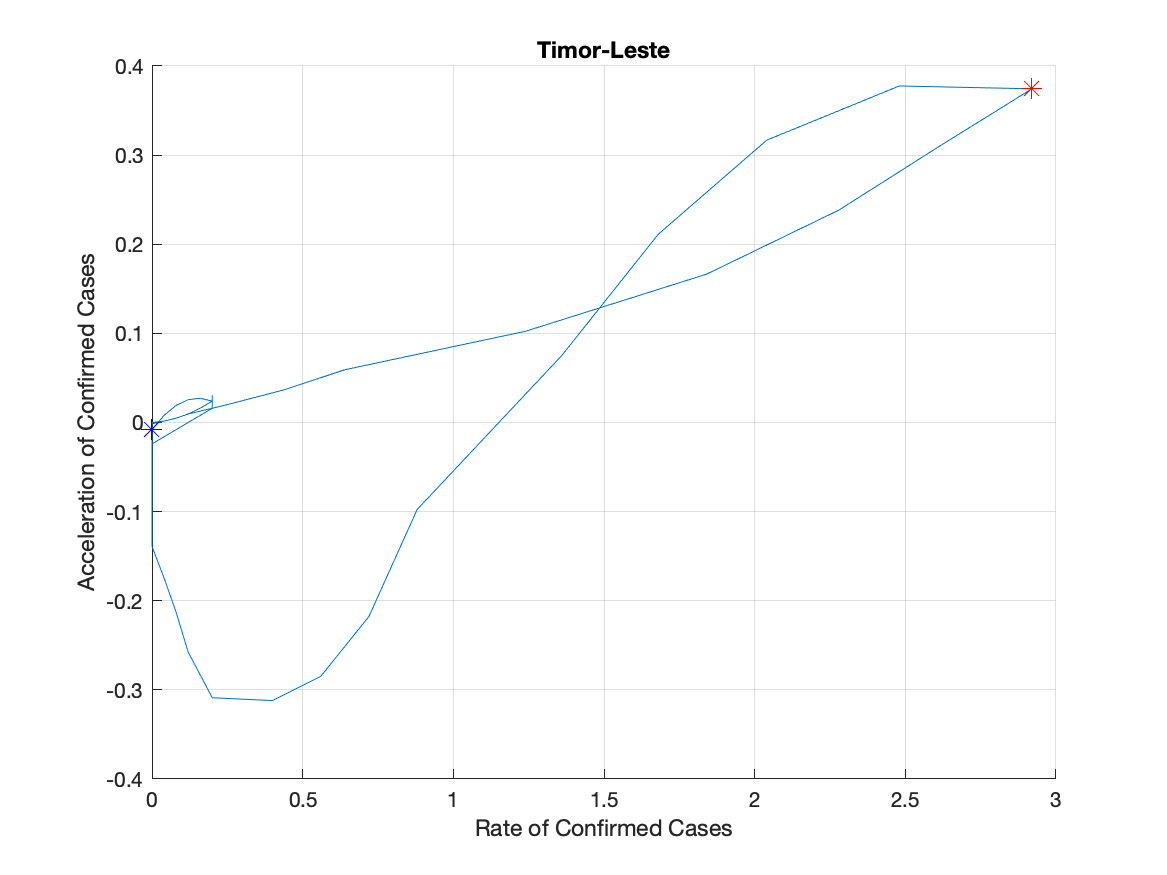 Timor-Leste
0.4
0.3
0.2
0.1
0
-0.1
-0.2
-0.3
-0.4
Acceleration of Confirmed Cases
0 0.5 1 1.5 2 2.5 3
Rate of Confirmed Cases